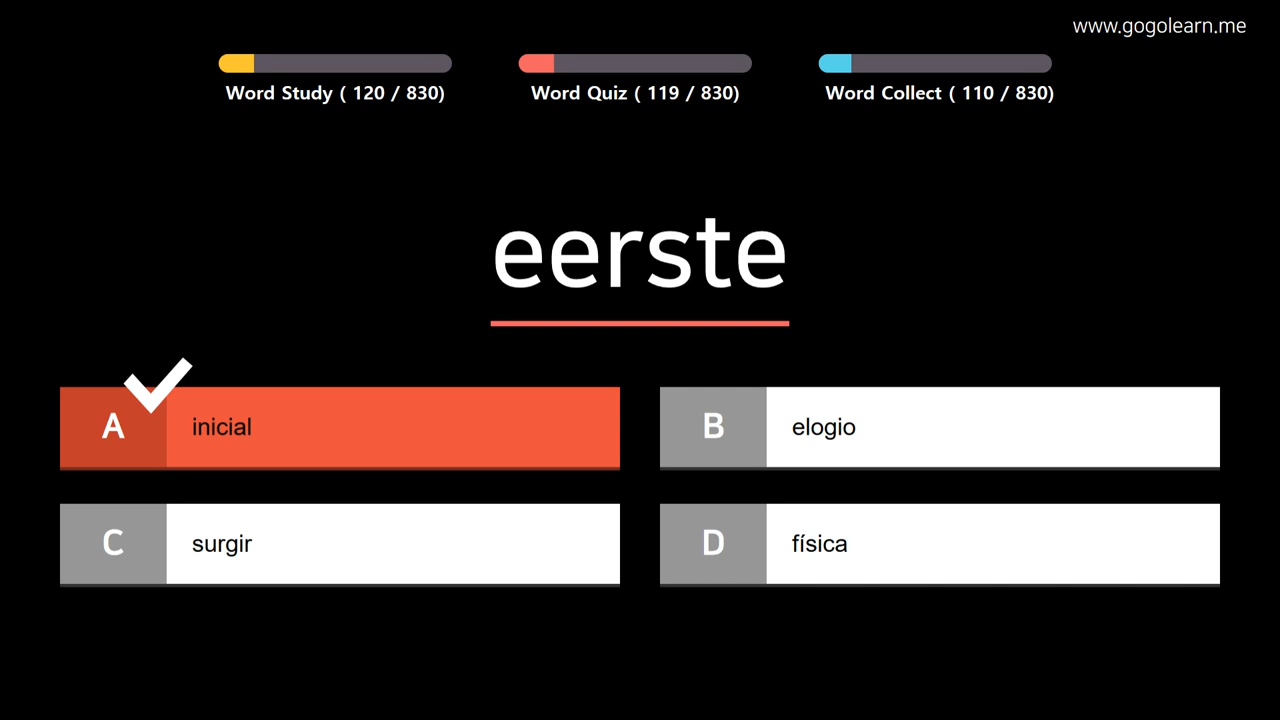 www.gogolearn.me
Word Study ( 120 / 830)
Word Quiz ( 119 / 830)
Word Collect ( 110 / 830)
eerste
A inicial
B elogio
C surgir
D física